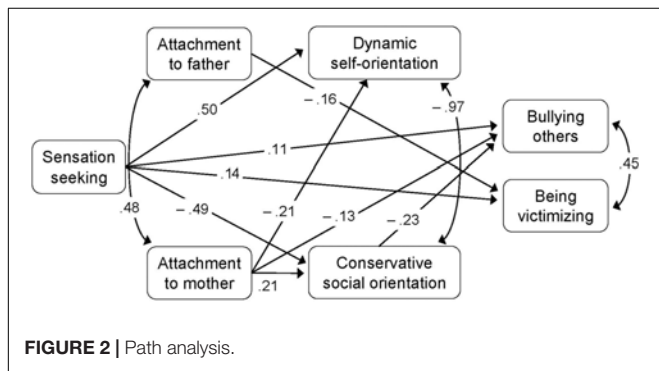 Attachment
to father
Dynamic
self-orientation
.50
– .16
– .97
Bullying
others
Sensation
seeking
.11
.14
.45
Being
victimizing
.48
– .49
– .21
– .13
– .23
Attachment
to mother
.21
Conservative
social orientation
FIGURE 2 | Path analysis.